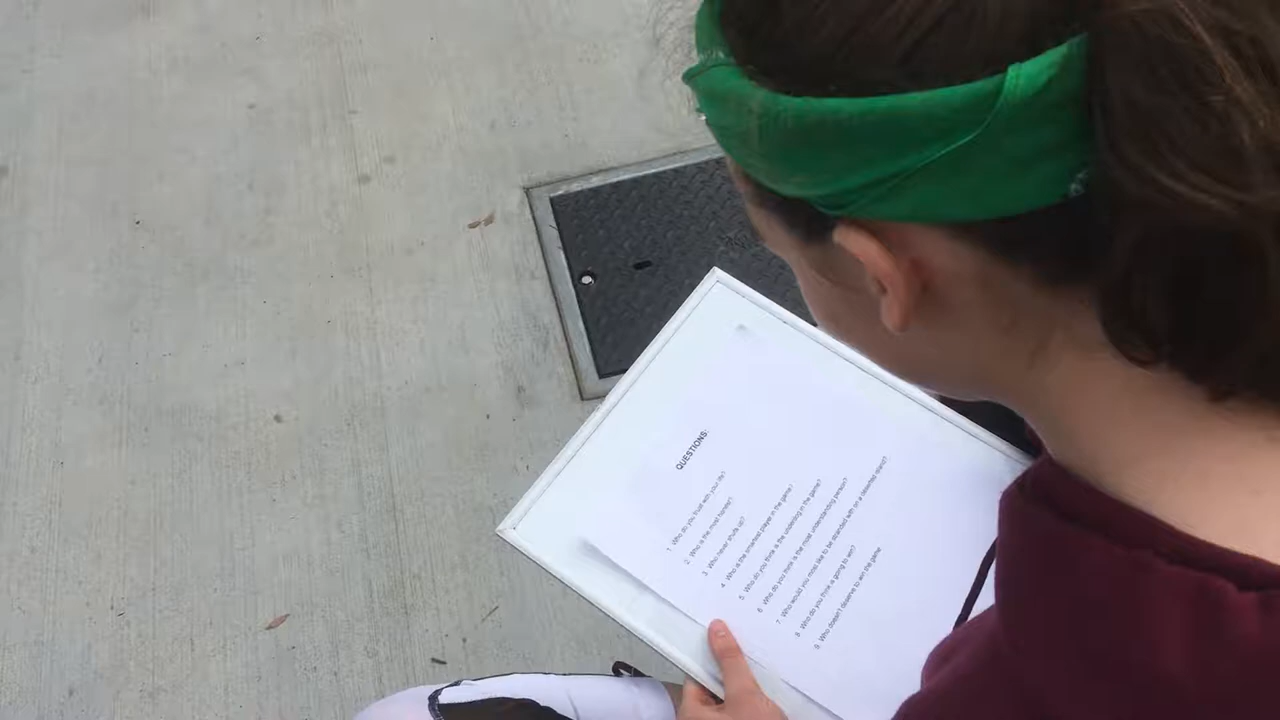 QUESTIONS:
1. Who do you trust with your life?
2. Who is the most honest?
3. Who never shuts up?
4. Who is the smartest player in the game?
5. Who do you think is the underdog in the game?
6. Who do you think is the most understanding person?
7. Who would you most like to be stranded with on a deserted island?
8. Who do you think is going to win?
9. Who doesn't deserve to win the game